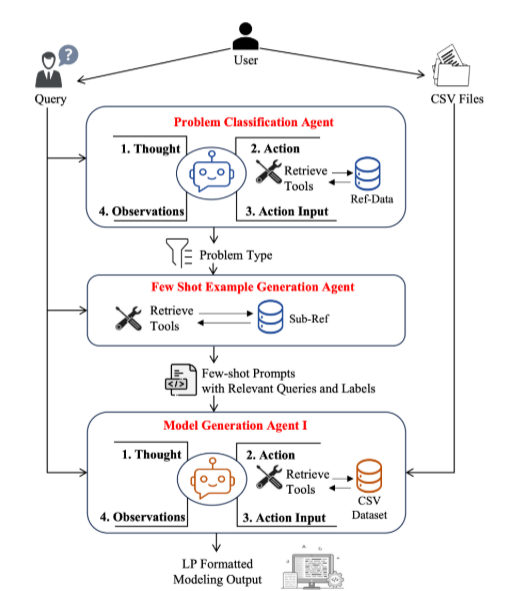 User
?
Query
CSV Files
Problem Classification Agent
1. Thought
2. Action
Retrieve
Tools
Ref-Data
4. Observations
3. Action Input
Problem Type
Few Shot Example Generation Agent
Retrieve
Tools
Sub-Ref
</>
Few-shot Prompts
with Relevant Queries and Labels
Model Generation Agent I
1. Thought
2. Action
Retrieve
Tools
CSV
Dataset
4. Observations
3. Action Input
LP Formatted
Modeling Output